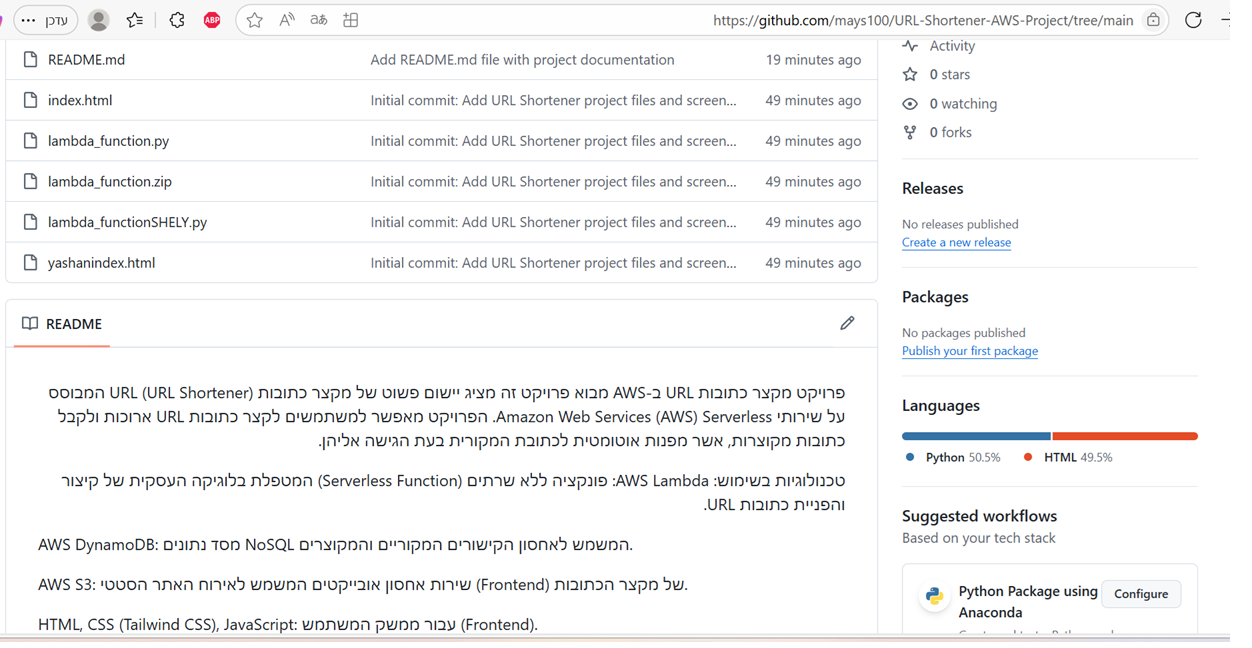 עדכן
ABP
https://github.com/mays100/URL-Shortener-AWS-Project/tree/main
README.md Add README.md file with project documentation 19 minutes ago
index.html Initial commit: Add URL Shortener project files and screen... 49 minutes ago
lambda_function.py Initial commit: Add URL Shortener project files and screen... 49 minutes ago
lambda_function.zip Initial commit: Add URL Shortener project files and screen... 49 minutes ago
lambda_functionSHELY.py Initial commit: Add URL Shortener project files and screen... 49 minutes ago
yashanindex.html Initial commit: Add URL Shortener project files and screen... 49 minutes ago
README
פרויקט מקצר כתובות URL ב-AWS מבוא פרויקט זה מציג יישום פשוט של מקצר כתובות URL (URL Shortener) המבוסס
על שירותי Amazon Web Services (AWS) Serverless. הפרויקט מאפשר למשתמשים לקצר כתובות URL ארוכות ולקבל
כתובות מקוצרות, אשר מפנות אוטומטית לכתובת המקורית בעת הגישה אליהן.
טכנולוגיות בשימוש: AWS Lambda: פונקציה ללא שרתים (Serverless Function) המטפלת בלוגיקה העסקית של קיצור
והפניית כתובות URL.
AWS DynamoDB: מסד נתונים NoSQL המשמש לאחסון הקישורים המקוריים והמקוצרים.
AWS S3: שירות אחסון אובייקטים המשמש לאירוח האתר הסטטי (Frontend) של מקצר הכתובות.
HTML, CSS (Tailwind CSS), JavaScript: עבור ממשק המשתמש (Frontend).
Activity
0 stars
0 watching
0 forks
Releases
No releases published
Create a new release
Packages
No packages published
Publish your first package
Languages
Python 50.5% HTML 49.5%
Suggested workflows
Based on your tech stack
Python Package using
Anaconda
Configure